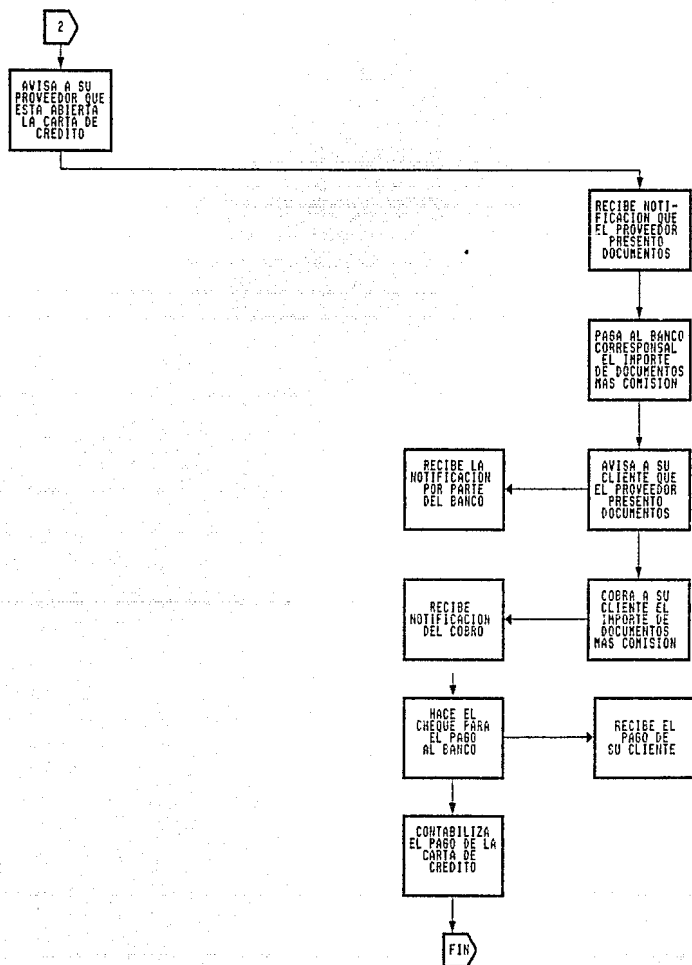 2
AVISA A SU
PROVEEDOR QUE
ESTA ABIERTA
LA CARTA DE
CREDITO
RECIBE NOTI-
FICACION QUE
EL PROVEEDOR
PRESENTO
DOCUMENTOS
PAGA AL BANCO
CORRESPONSAL
EL IMPORTE
DE DOCUMENTOS
MAS COMISION
RECIBE LA
NOTIFICACION
POR PARTE
DEL BANCO
AVISA A SU
CLIENTE QUE
EL PROVEEDOR
PRESENTO
DOCUMENTOS
RECIBE
NOTIFICACION
DEL COBRO
COBRA A SU
CLIENTE EL
IMPORTE DE
DOCUMENTOS
MAS COMISION
HACE EL
CHEQUE PARA
EL PAGO
AL BANCO
RECIBE EL
PAGO DE
SU CLIENTE
CONTABILIZA
EL PAGO DE LA
CARTA DE
CREDITO
FIN